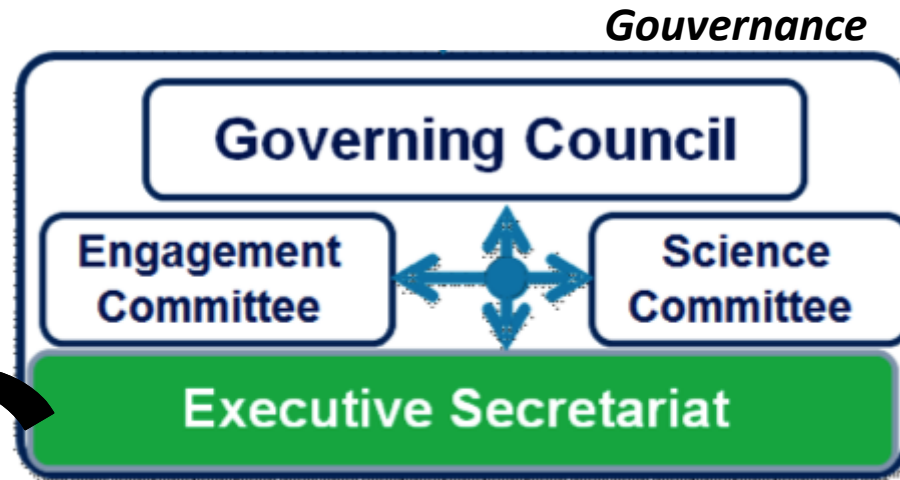 Gouvernance
Governing Council
Engagement
Committee
Science
Committee
Executive Secretariat